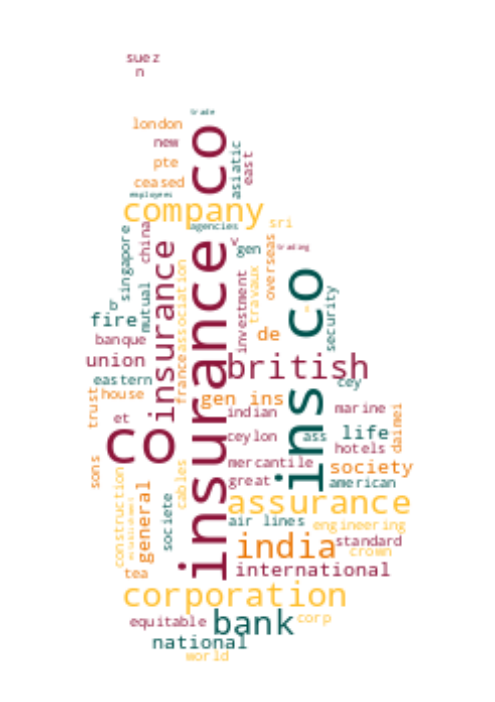 suez
n
trade
london
new
pte
ceased
employees
asiatic
east
company
agencies
sri
insurance co
insurance
co
ins co
singapore
china
v
gen
trading
overseas
association
france
mutual
investment
travaux
security
fire
de
banque
union
british
eastern
cey
house
trust
gen ins
et
indian
marine
daimei
ceylon
ass
life
hotels
sons
mercantile
society
great
american
cables
construction
general
societe
assurance
air lines
engineering
india
standard
crown
tea
international
corporation
equitable
bank
corp
national
world